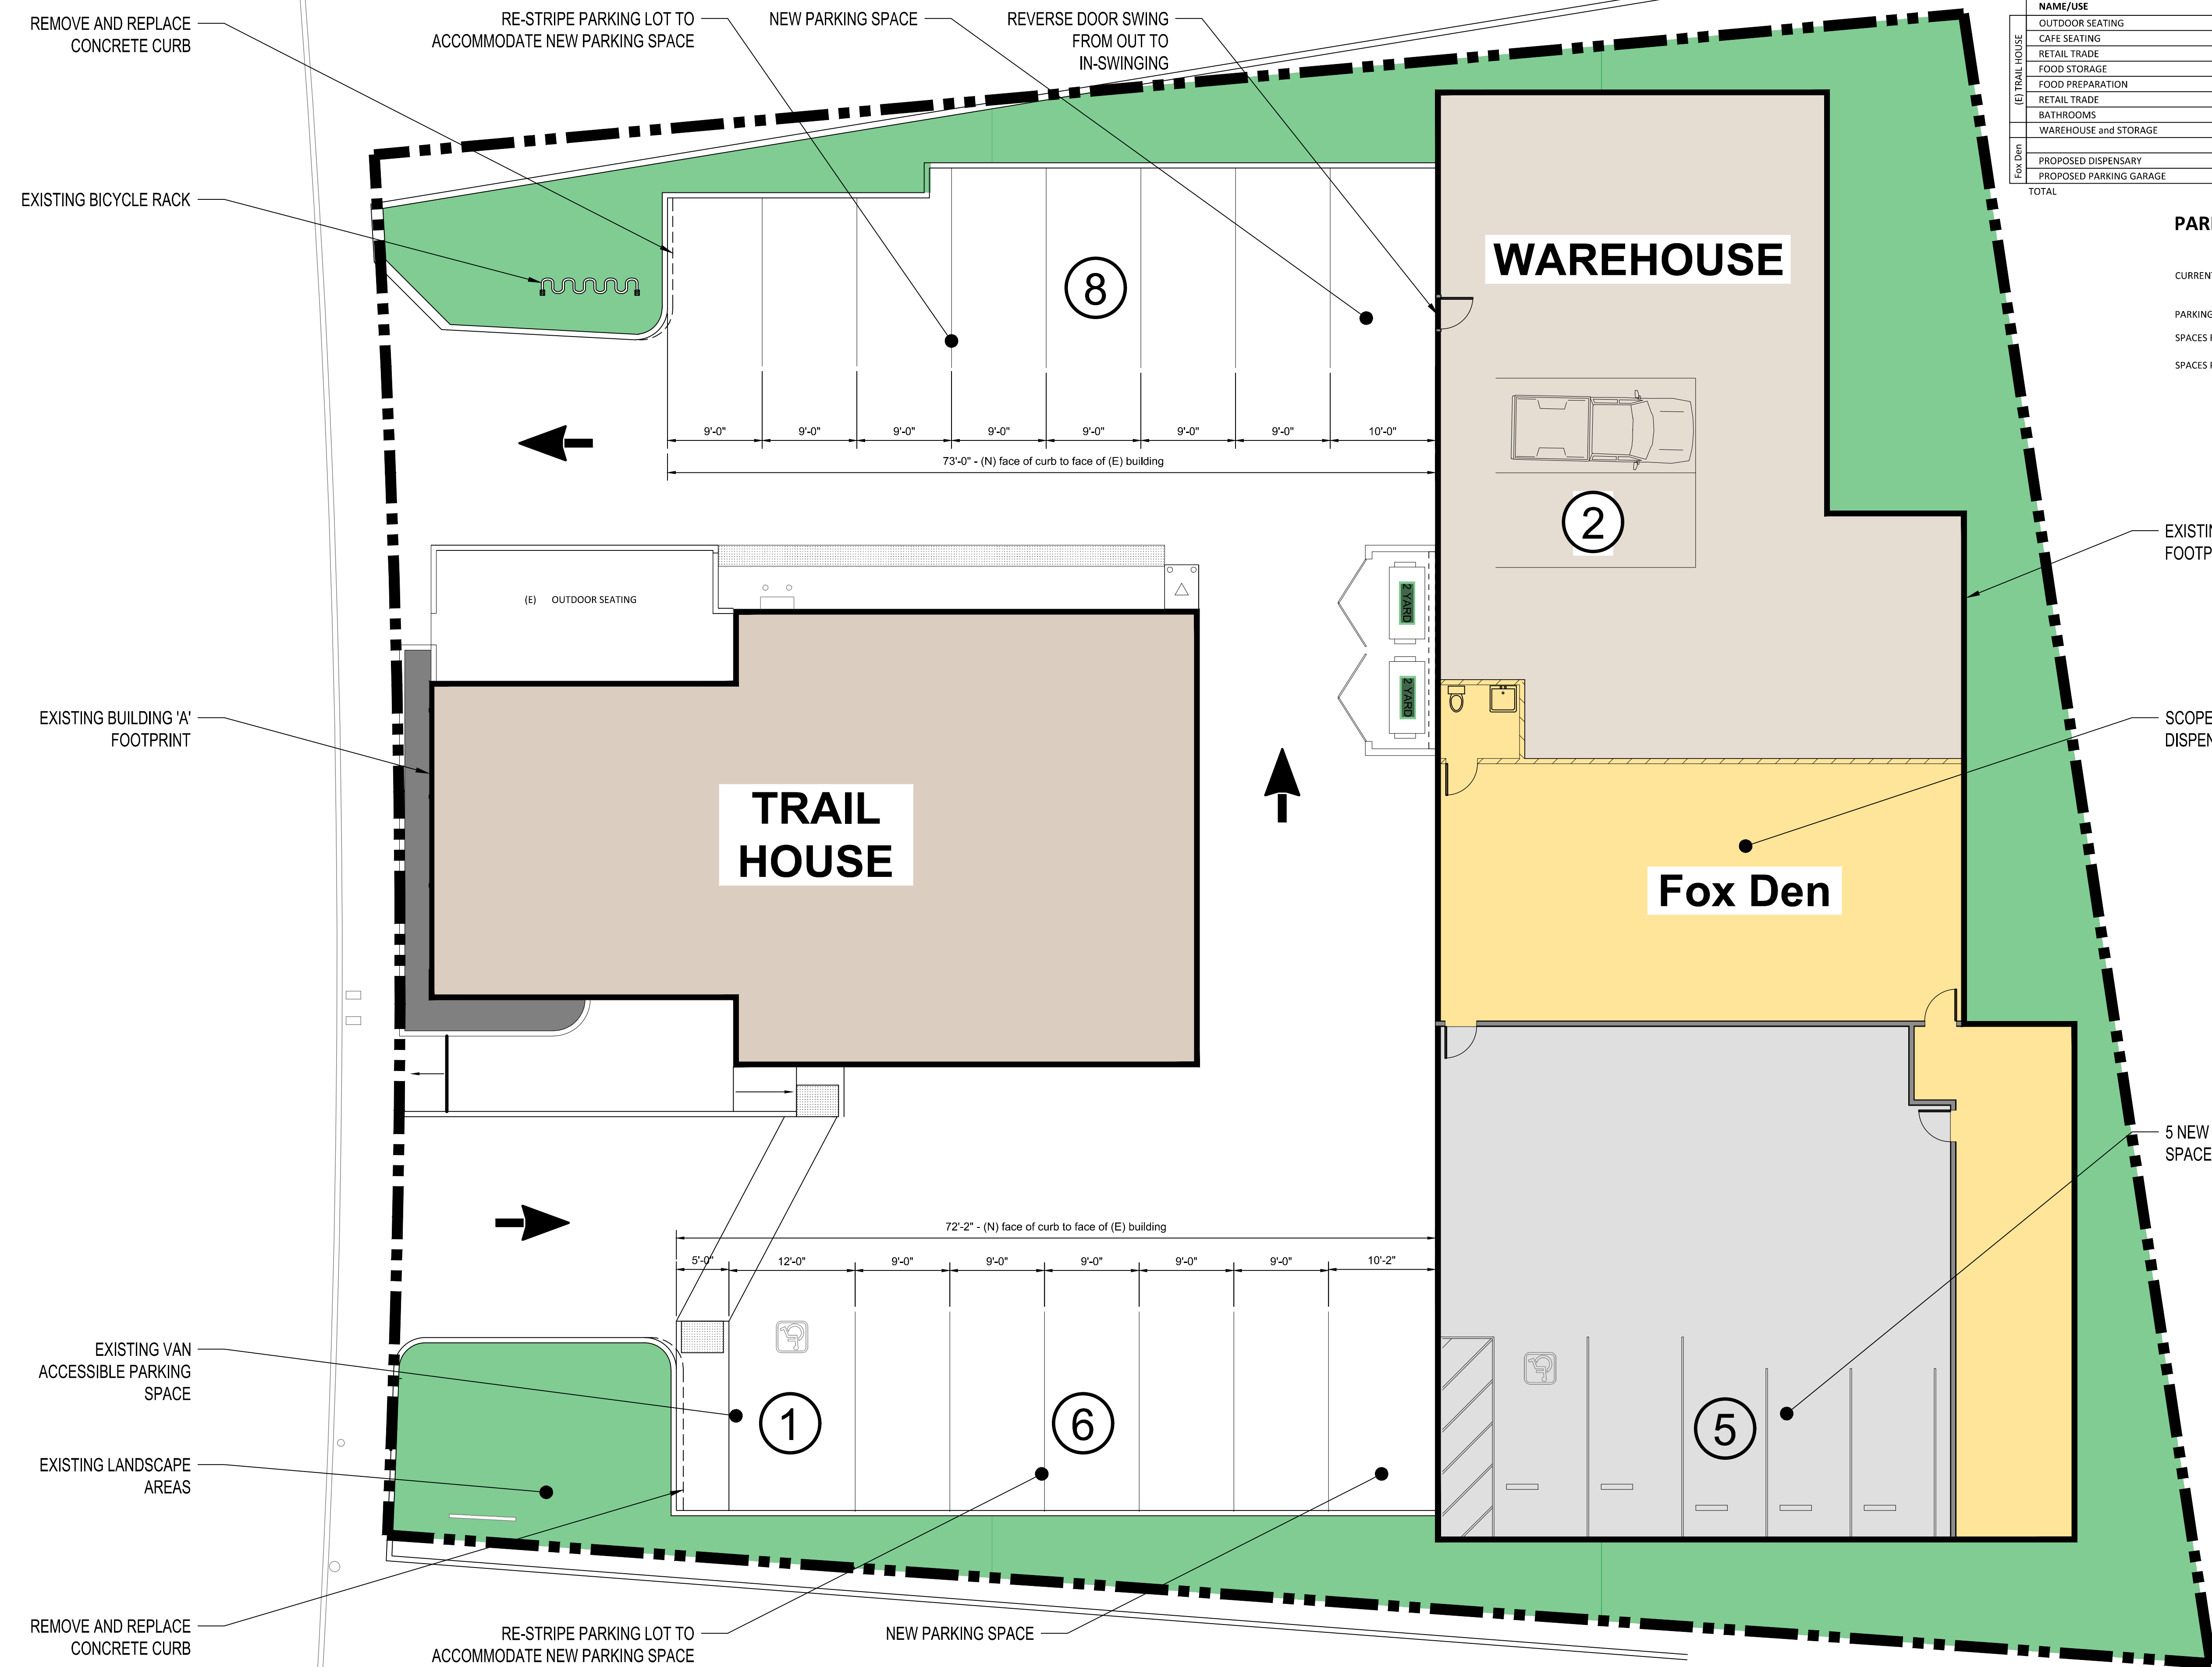 REMOVE AND REPLACE
CONCRETE CURB
RE-STRIPE PARKING LOT TO
ACCOMMODATE NEW PARKING SPACE
NEW PARKING SPACE
REVERSE DOOR SWING
FROM OUT TO
IN-SWINGING
NAME/USE
(E) TRAIL HOUSE
OUTDOOR SEATING
CAFE SEATING
RETAIL TRADE
FOOD STORAGE
FOOD PREPARATION
RETAIL TRADE
BATHROOMS
WAREHOUSE and STORAGE
Fox Den
PROPOSED DISPENSARY
PROPOSED PARKING GARAGE
TOTAL
EXISTING BICYCLE RACK
WAREHOUSE
8
PARKING
SPACES
SPACES
9'-0"
9'-0"
9'-0"
9'-0"
9'-0"
9'-0"
9'-0"
10'-0"
73'-0" - (N) face of curb to face of (E) building
2
(E) OUTDOOR SEATING
2 YARD
2 YARD
EXISTING BUILDING 'A'
FOOTPRINT
SCOPE
TRAIL
HOUSE
Fox Den
5 NEW
SPACE
72'-2" - (N) face of curb to face of (E) building
5'-0"
12'-0"
9'-0"
9'-0"
9'-0"
9'-0"
9'-0"
10'-2"
EXISTING VAN
ACCESSIBLE PARKING
SPACE
1
6
5
EXISTING LANDSCAPE
AREAS
REMOVE AND REPLACE
CONCRETE CURB
RE-STRIPE PARKING LOT TO
ACCOMMODATE NEW PARKING SPACE
NEW PARKING SPACE